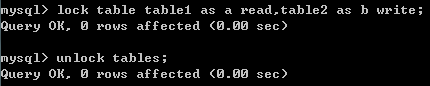 mysql> lock table table1 as a read,table2 as b write;
Query OK, 0 rows affected (0.00 sec)
mysql> unlock tables;
Query OK, 0 rows affected (0.00 sec)